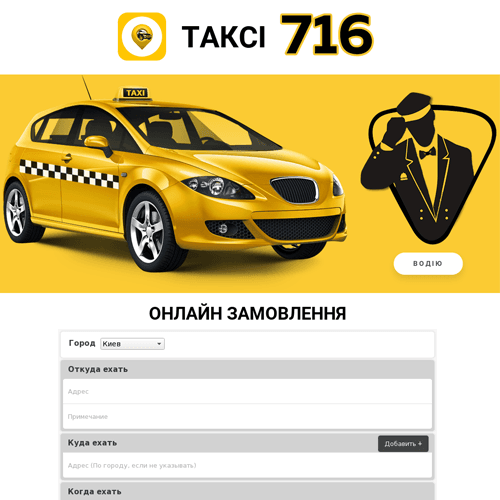 ТАКСІ 716
TAXI
ВОДІЮ
ОНЛАЙН ЗАМОВЛЕННЯ
Город Киев
Откуда ехать
Адрес
Примечание
Куда ехать Добавить +
Адрес (По городу, если не указывать)
Когда ехать